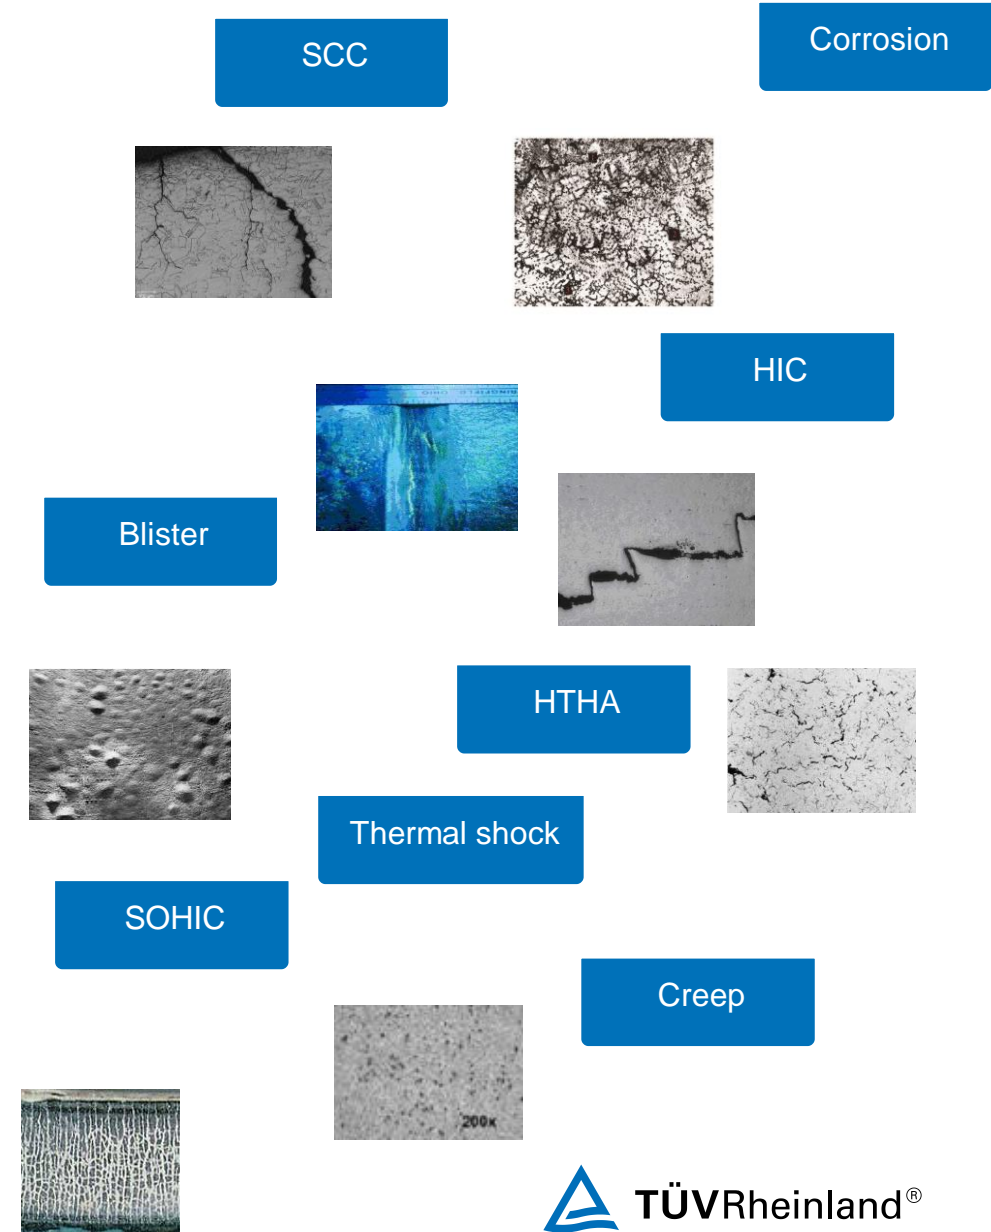 SCC
Corrosion
HIC
Blister
HTHA
Thermal shock
SOHIC
Creep
200x
TÜVRheinland®